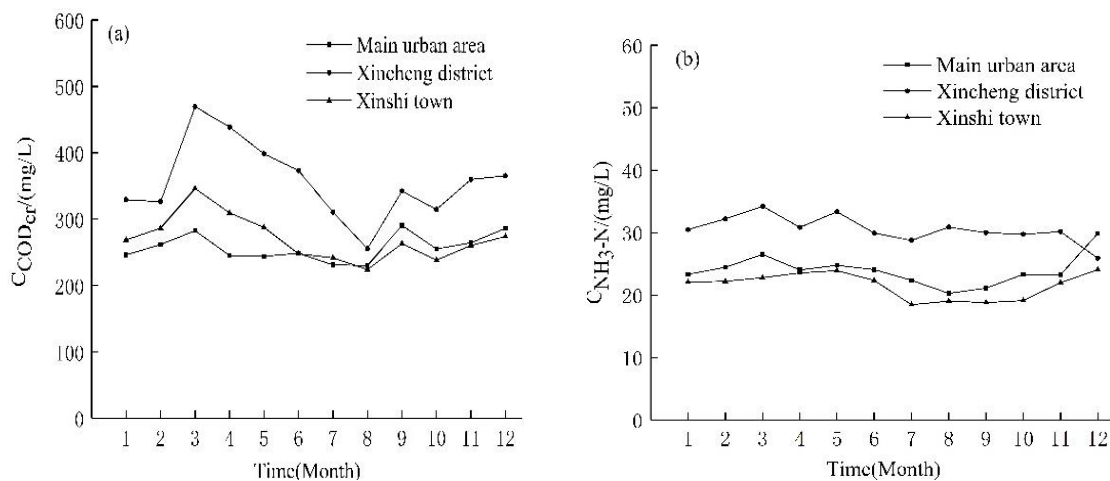 (a)
600
500
400
300
200
100
0
Main urban area
Xincheng district
Xinshi town
CCODcr/(mg/L)
1 2 3 4 5 6 7 8 9 10 11 12
Time(Month)
(b)
60
50
40
30
20
10
0
Main urban area
Xincheng district
Xinshi town
CNH3-N/(mg/L)
1 2 3 4 5 6 7 8 9 10 11 12
Time(Month)